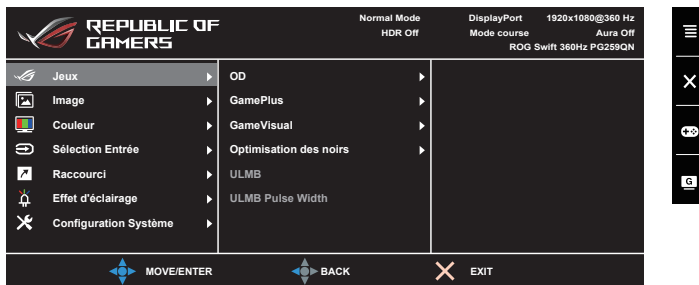 REPUBLIC OF
GAMERS
Normal Mode
HDR Off
DisplayPort 1920x1080@360 Hz
Mode course Aura Off
ROG Swift 360Hz PG259QN
Jeux
Image
Couleur
Sélection Entrée
Raccourci
Effet d'éclairage
Configuration Système
OD
GamePlus
GameVisual
Optimisation des noirs
ULMB
ULMB Pulse Width
MOVE/ENTER BACK EXIT
G